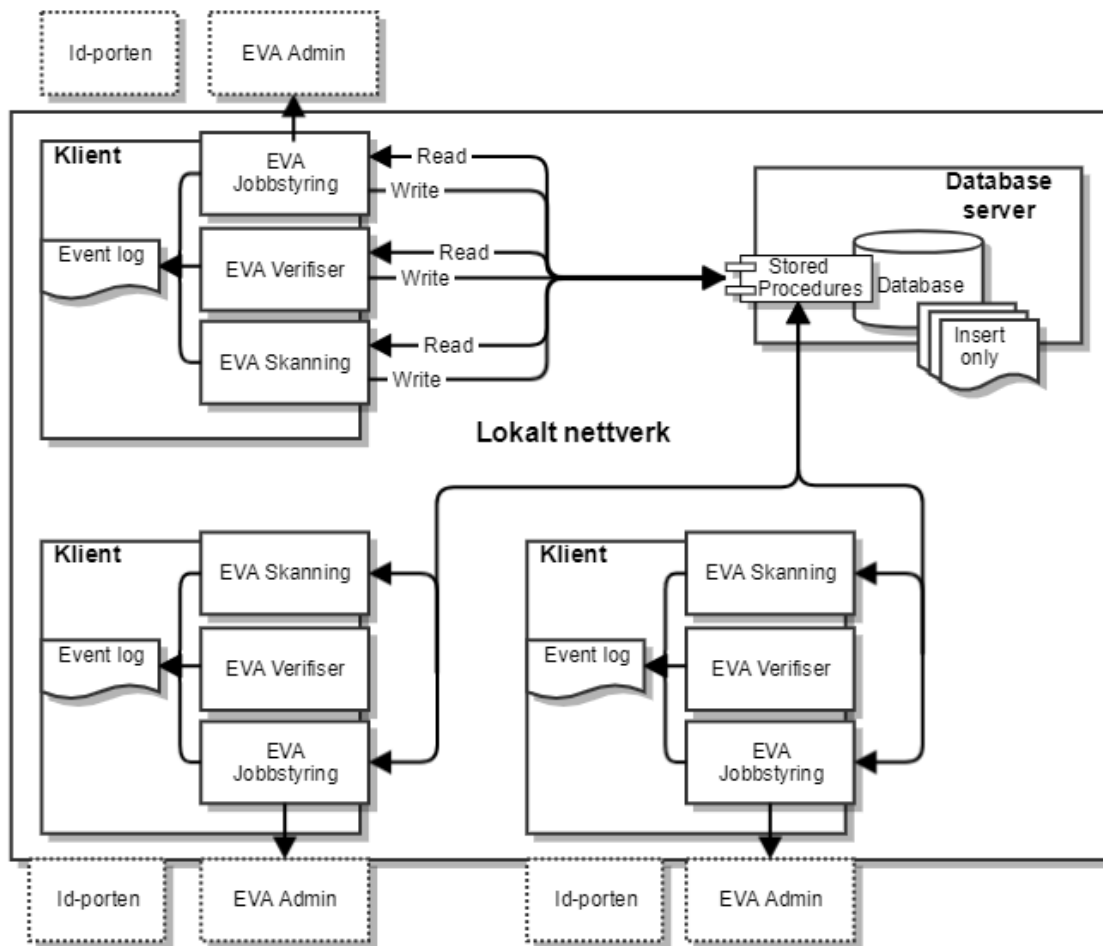 Id-porten
EVA Admin
Klient
EVA
Jobbstyring
Event log
EVA Verifiser
EVA Skanning
Read
Write
Read
Write
Read
Write
Database
server
Stored
Procedures
Database
Insert
only
Lokalt nettverk
Klient
EVA Skanning
Event log
EVA Verifiser
EVA
Jobbstyring
Klient
EVA Skanning
Event log
EVA Verifiser
EVA
Jobbstyring
Id-porten
EVA Admin
Id-porten
EVA Admin